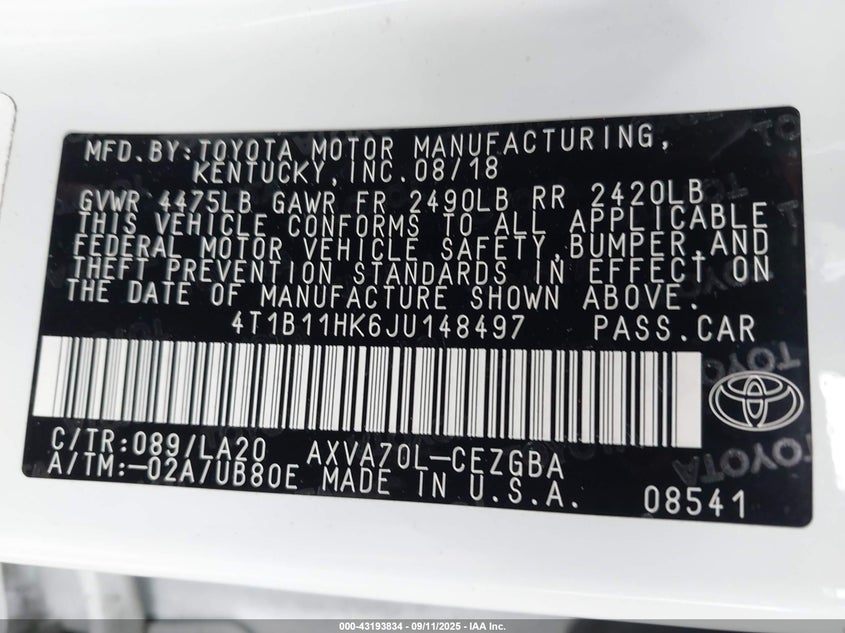 MFD.BY:TOYOTA MOTOR MANUFACTURING,
KENTUCKY,INC.08/18
GVWR 4475LB GAWR FR 2490LB RR 2420LB
THIS VEHICLE CONFORMS TO ALL APPLICABLE
FEDERAL MOTOR VEHICLE SAFETY,BUMPER,AND
THEFT PREVENTION STANDARDS IN EFFECT ON
THE DATE OF MANUFACTURE SHOWN ABOVE.
4T1B11HK6JU148497 PASS.CAR
C/TR:089/LA20 AXVA70L-CEZGBA
A/TM:-02A/UB80E MADE IN U.S.A. 08541
TOYOTA
TOYOTA
TOYOTA
000-43193834 - 09/11/2025 - IAA Inc.